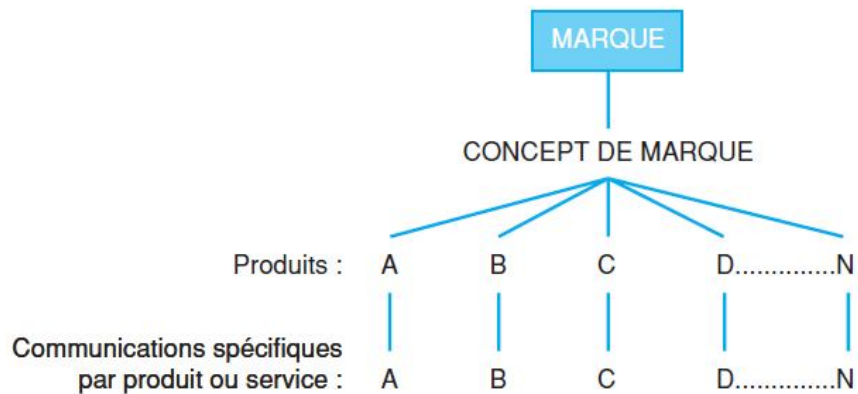 MARQUE
CONCEPT DE MARQUE
Produits : A B C D..............N
Communications spécifiques
par produit ou service : A B C D..............N